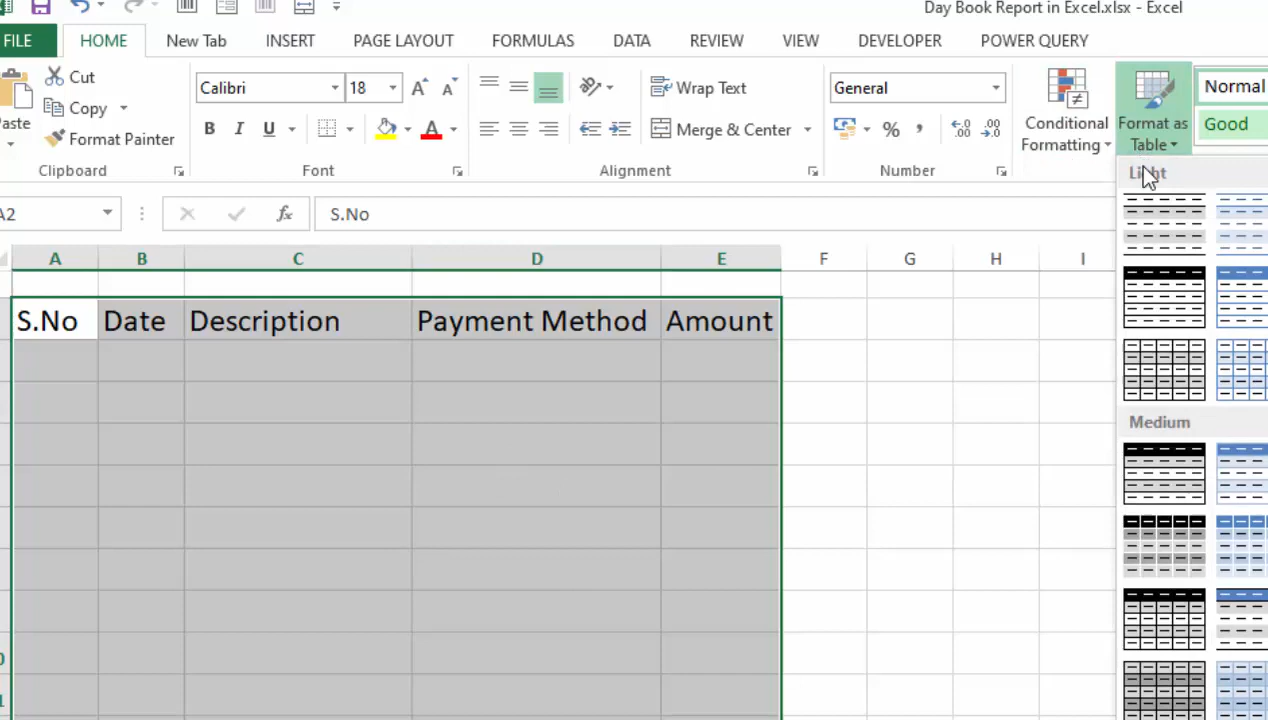 Day Book Report in Excel.xlsx - Excel
FILE HOME New Tab INSERT PAGE LAYOUT FORMULAS DATA REVIEW VIEW DEVELOPER POWER QUERY
Cut
Copy
Format Painter
Clipboard
Calibri 18
B I U
Font
Wrap Text
Merge & Center
Alignment
General
%
Number
Conditional
Formatting
Format as
Table
Normal
Good
A2
fx
S.No
A B C D E F G H I
S.No Date Description Payment Method Amount
Medium